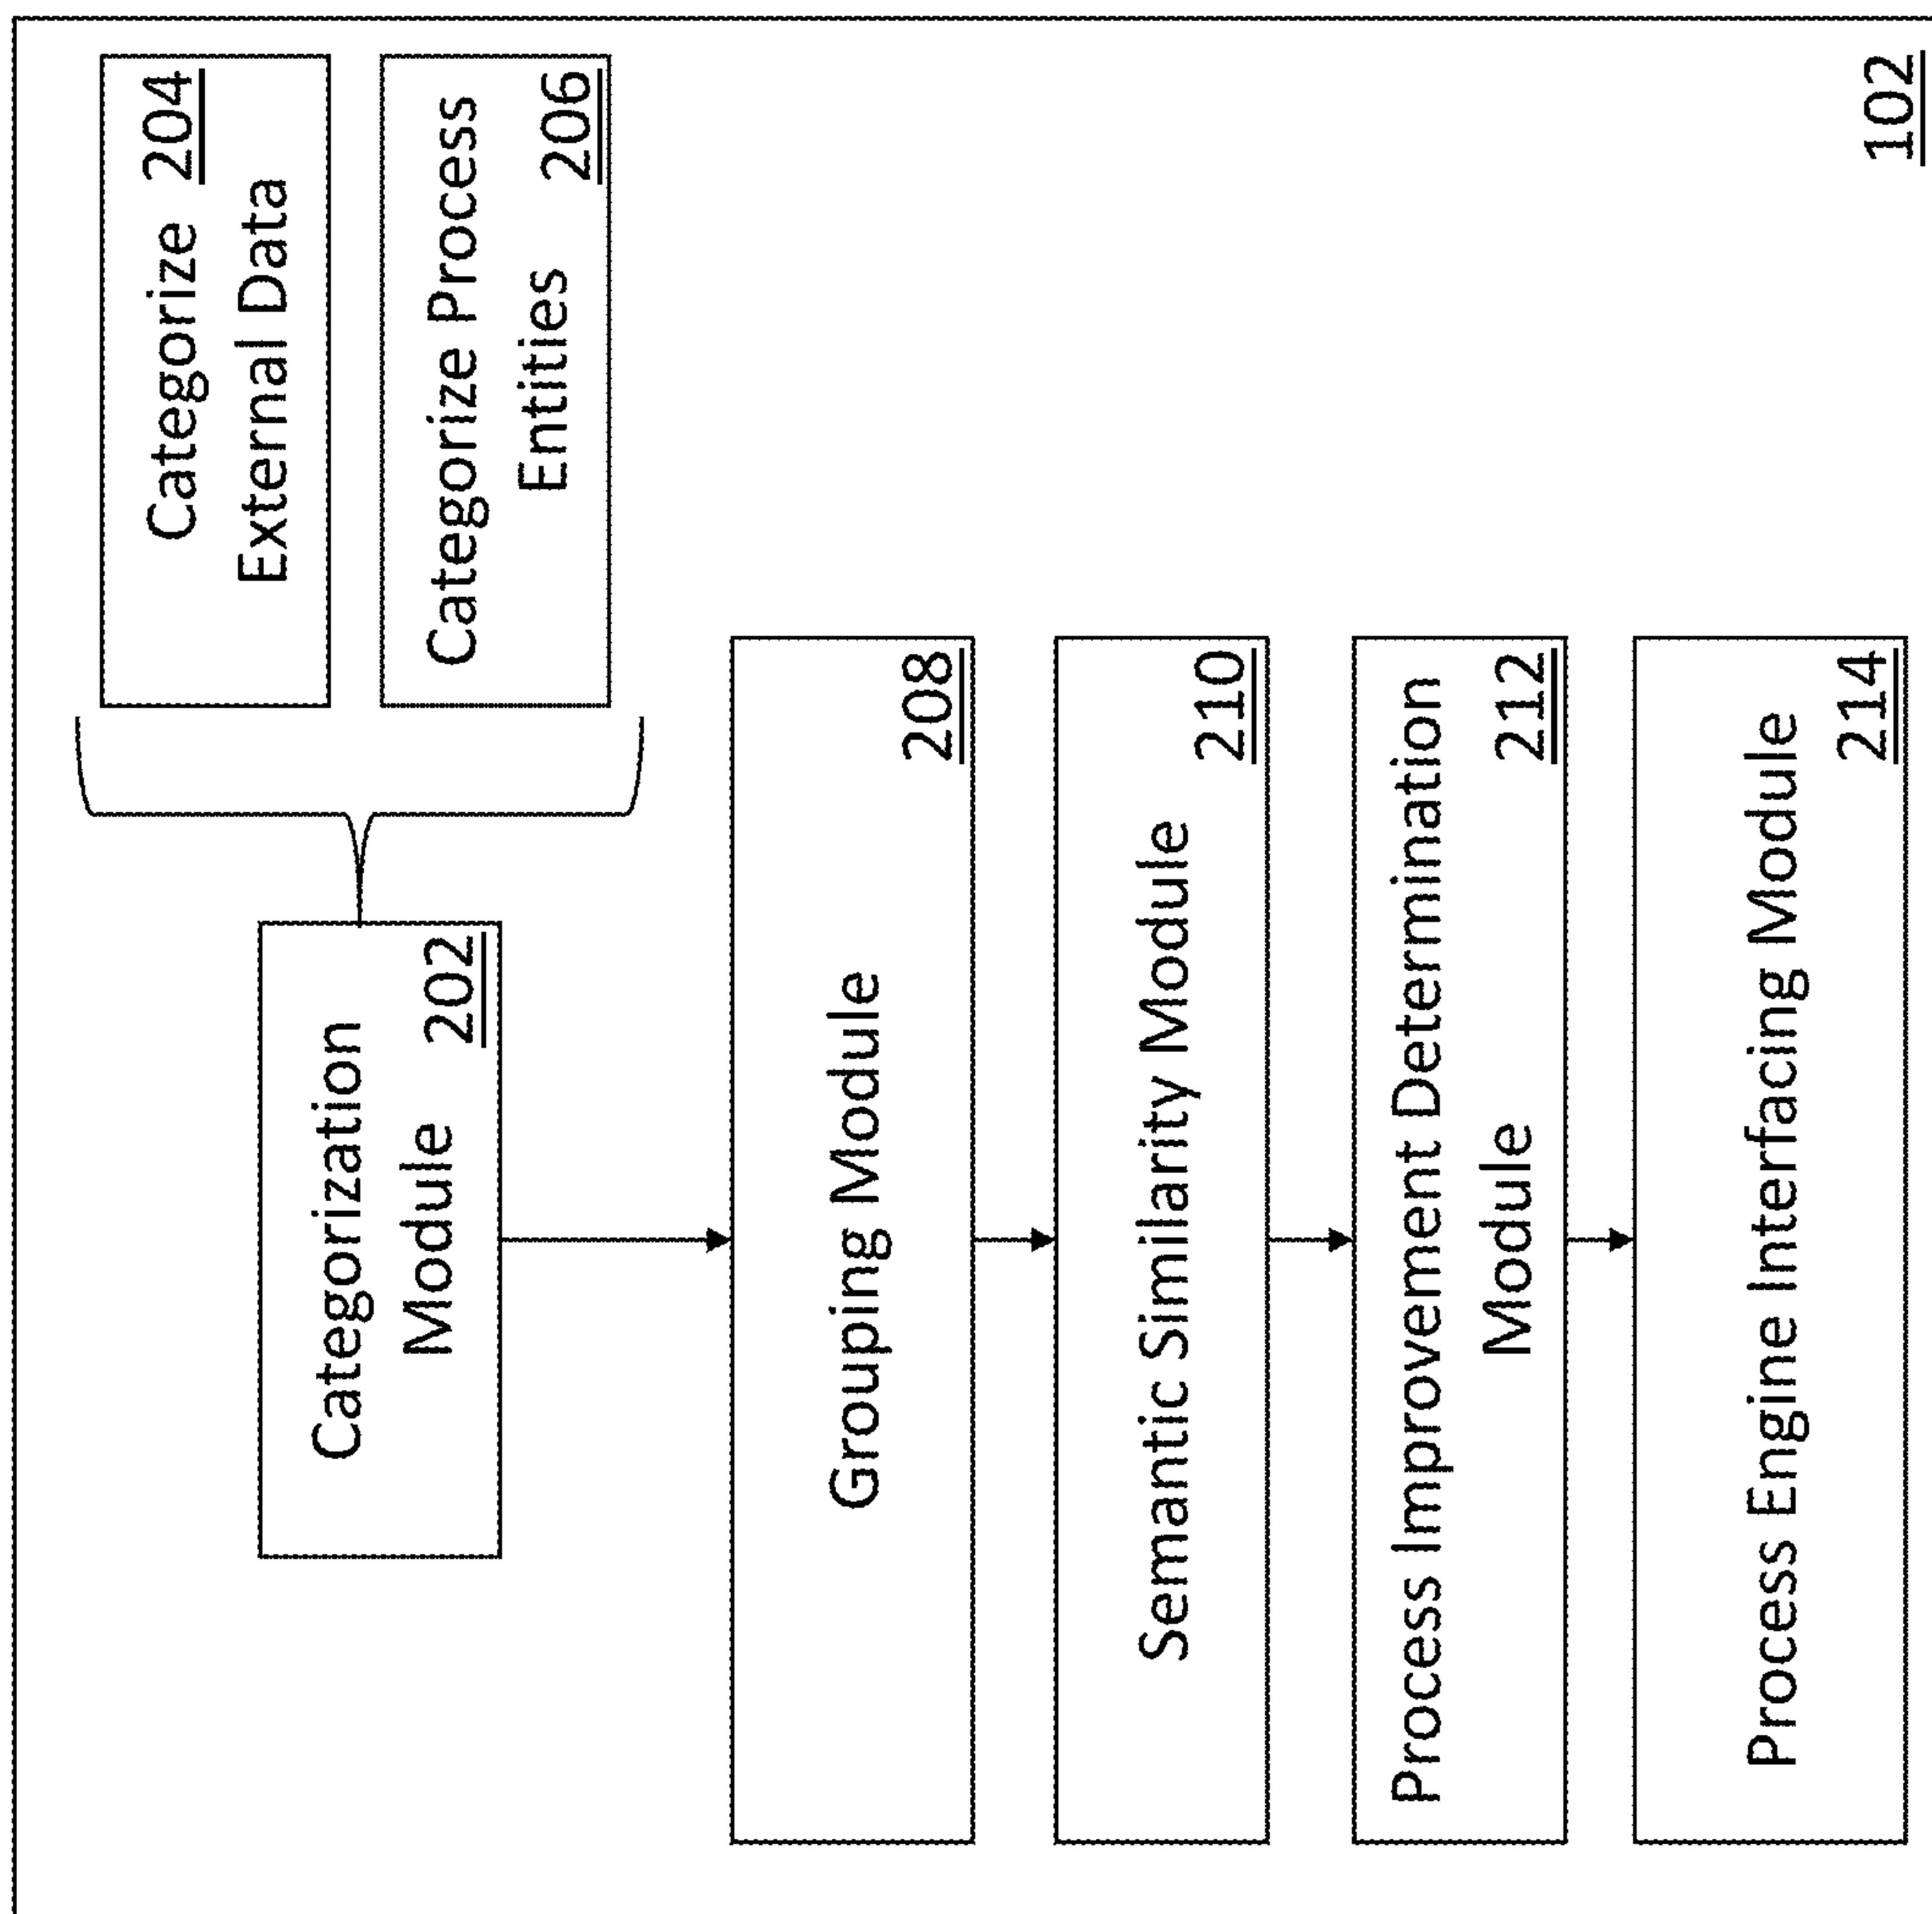 Categorization
Module 202
Categorize 204
External Data
Categorize Process
Entities 206
Grouping Module
208
Semantic Similarity Module
210
Process Improvement Determination
Module 212
Process Engine Interfacing Module
214
102